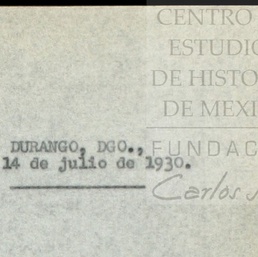 CENTRO
ESTUDIO
DE HISTO
DE MEXI
FUNDAC
Carlos
DURANGO, DGO.,
14 de julio de 1930.